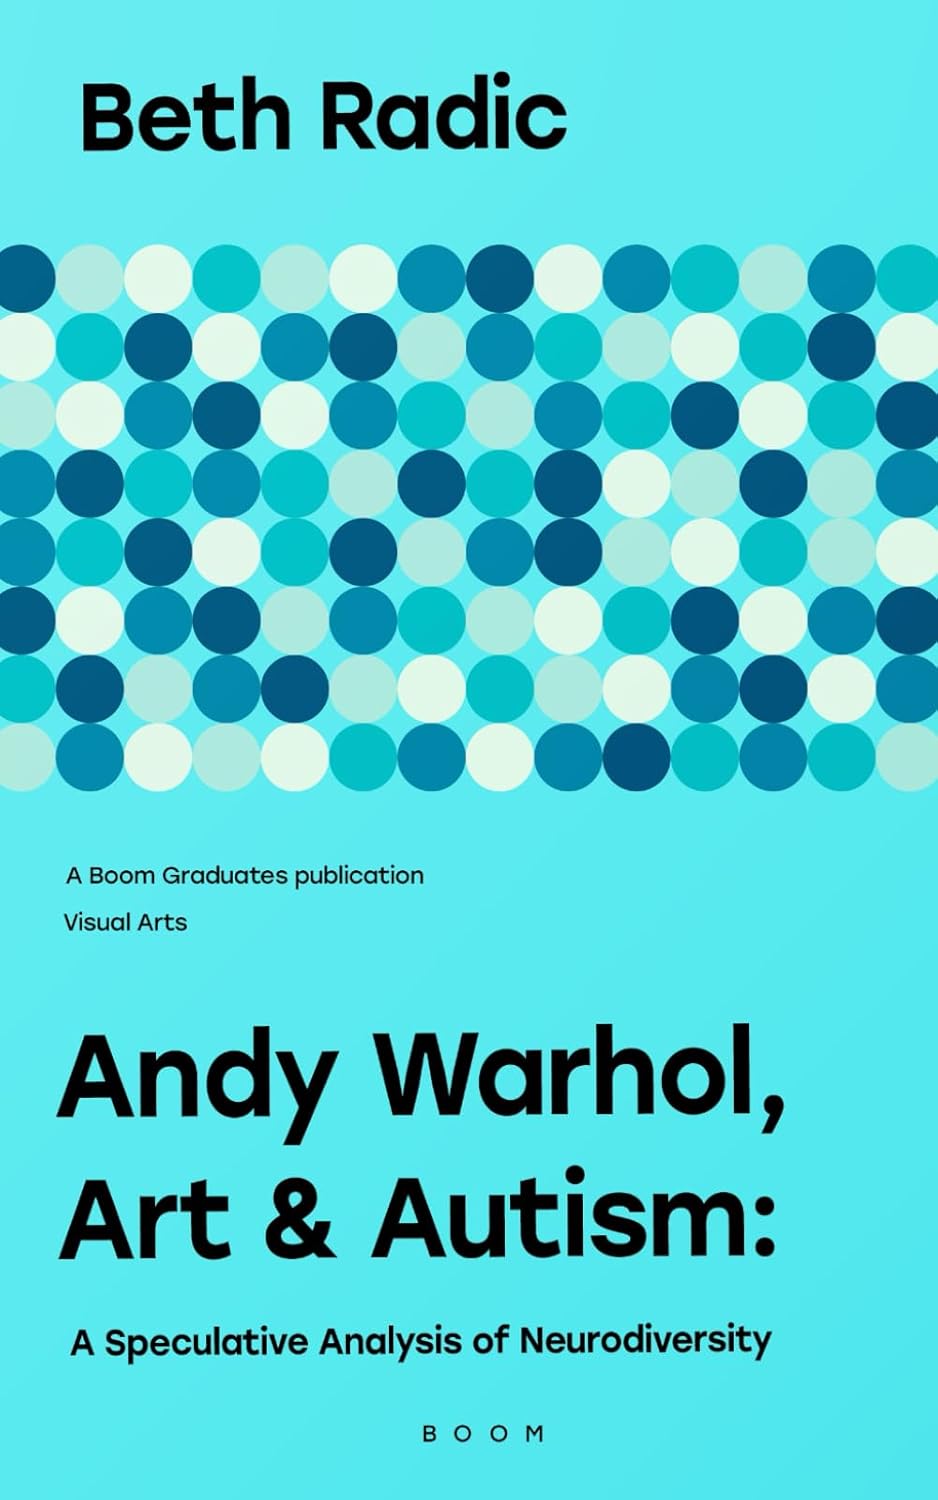 Beth Radic
A Boom Graduates publication
Visual Arts
Andy Warhol,
Art & Autism:
A Speculative Analysis of Neurodiversity
BOOM